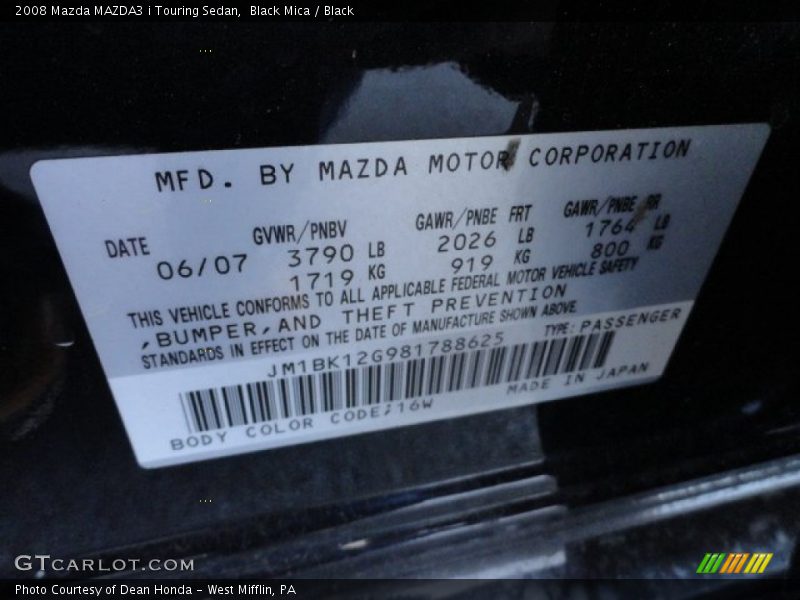 2008 Mazda MAZDA3 i Touring Sedan, Black Mica / Black
MFD. BY MAZDA MOTOR CORPORATION
DATE GVWR/PNBV GAWR/PNBE FRT GAWR/PNBE RR
06/07 3790 LB 2026 LB 1764 LB
1719 KG 919 KG 800 KG
THIS VEHICLE CONFORMS TO ALL APPLICABLE FEDERAL MOTOR VEHICLE SAFETY
,BUMPER,AND THEFT PREVENTION
STANDARDS IN EFFECT ON THE DATE OF MANUFACTURE SHOWN ABOVE.
JM1BK12G981788625 TYPE: PASSENGER
BODY COLOR CODE;16W MADE IN JAPAN
GTCARLOT.COM
Photo Courtesy of Dean Honda - West Mifflin, PA